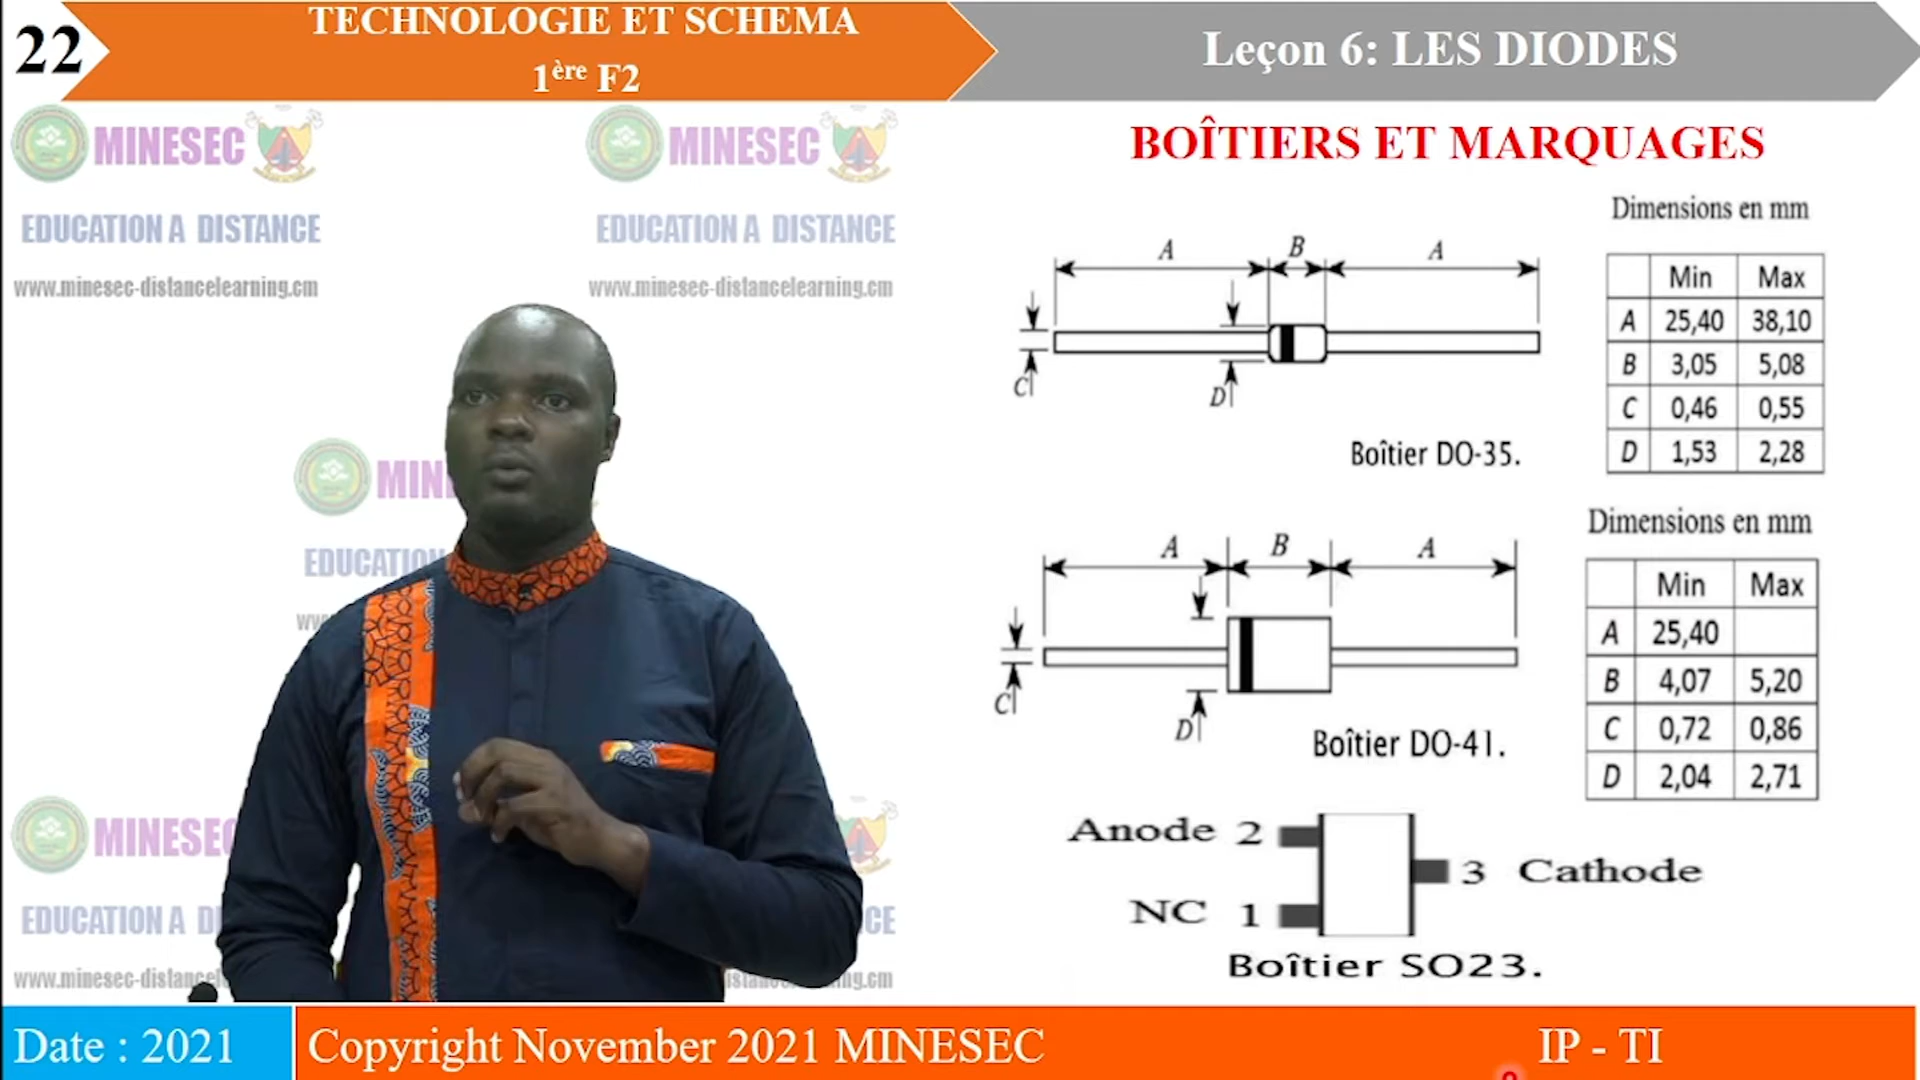 22
TECHNOLOGIE ET SCHEMA
1ère F2
Leçon 6: LES DIODES
MINESEC
EDUCATION A DISTANCE
www.minesec-distancelearning.cm
MINESEC
EDUCATION A DISTANCE
www.minesec-distancelearning.cm
BOÎTIERS ET MARQUAGES
Dimensions en mm
A B A
C D
Boîtier DO-35.
Min Max
A 25,40 38,10
B 3,05 5,08
C 0,46 0,55
D 1,53 2,28
Dimensions en mm
A B A
C D
Boîtier DO-41.
Min Max
A 25,40
B 4,07 5,20
C 0,72 0,86
D 2,04 2,71
Anode 2
3 Cathode
NC 1
Boîtier SO23.
MINESEC
Date : 2021
Copyright November 2021 MINESEC
IP - TI